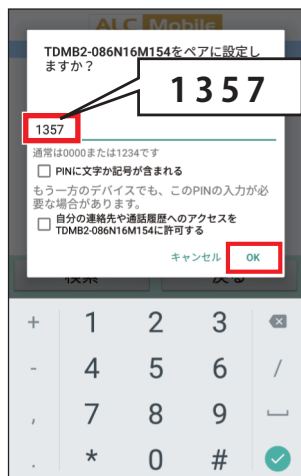 ALC Mobile
TDMB2-086N16M154をペアに設定し
ますか？
1357
1357
通常は0000または1234です
PINに文字か記号が含まれる
もう一方のデバイスでも、このPINの入力が必
要な場合があります。
自分の連絡先や通話履歴へのアクセスを
TDMB2-086N16M154に許可する
キャンセル OK
検索 戻る
+ 1 2 3
- 4 5 6 /
, 7 8 9
. * 0 #